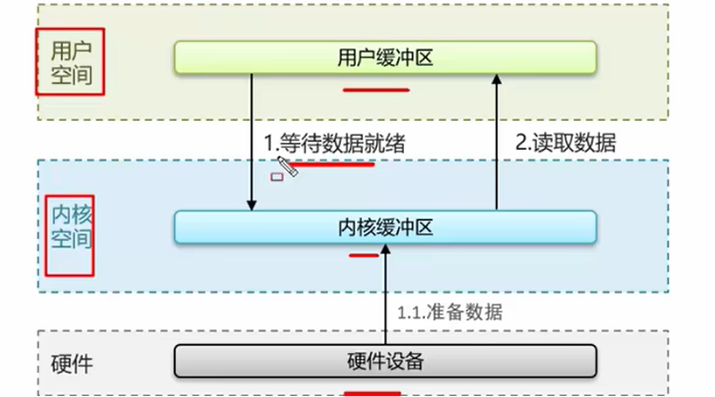 用户
空间
用户缓冲区
1.等待数据就绪
2.读取数据
内核
空间
内核缓冲区
1.1.准备数据
硬件
硬件设备